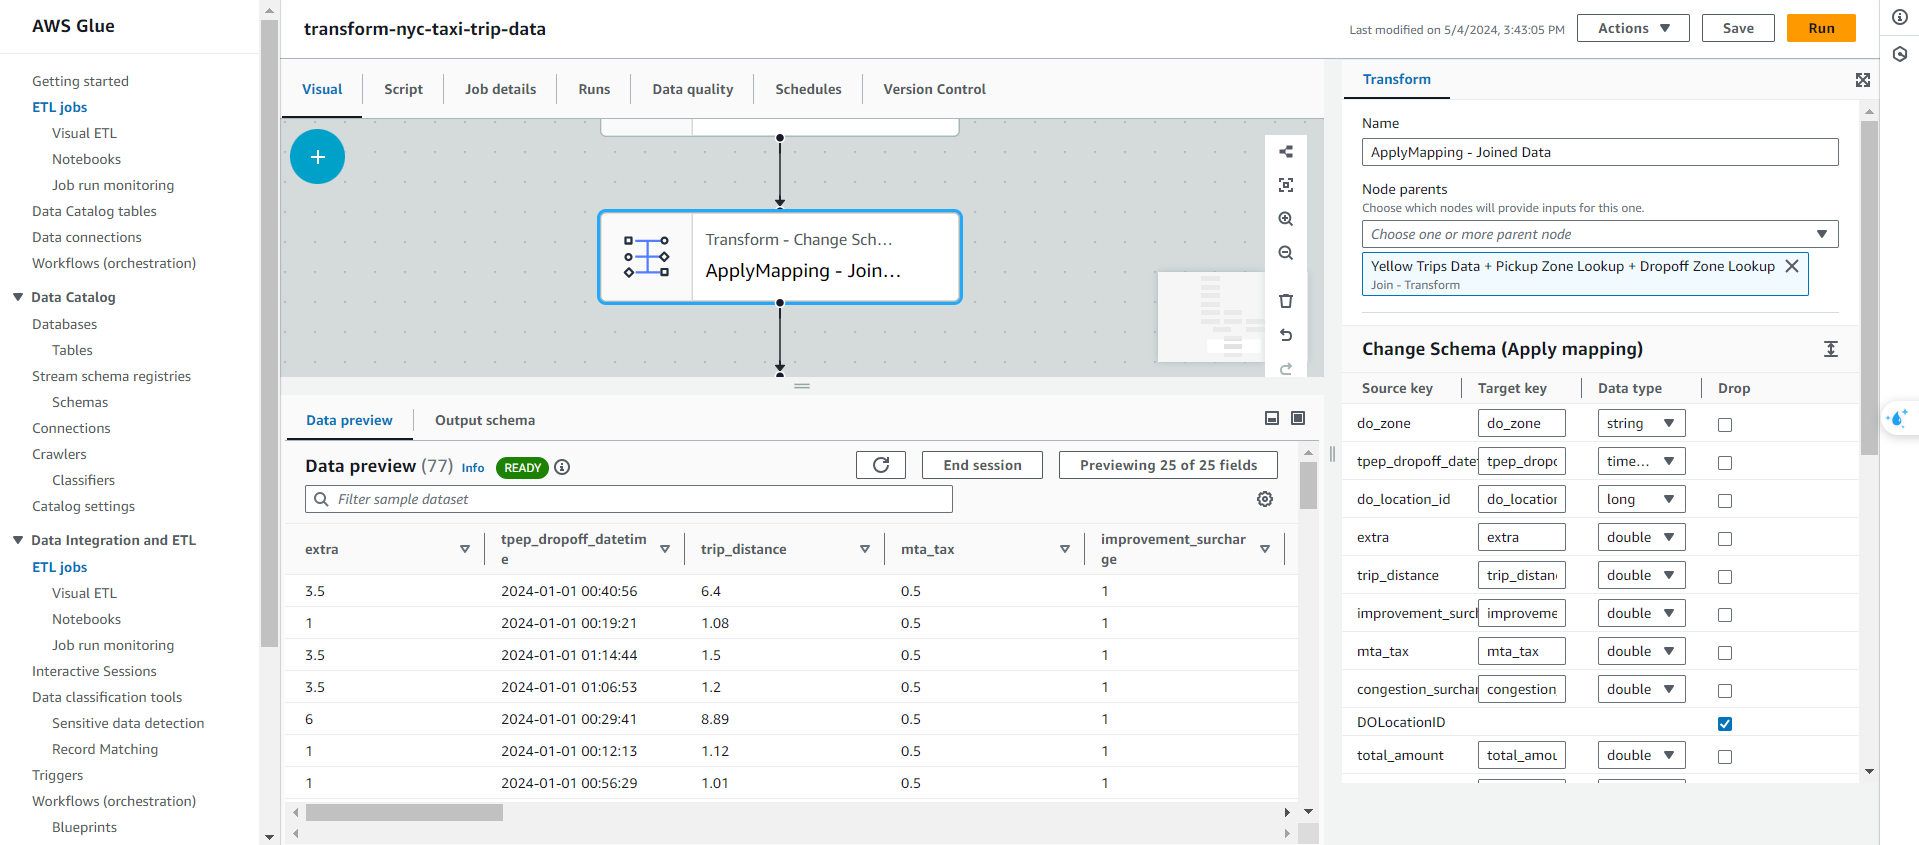 AWS Glue
Getting started
ETL jobs
Visual ETL
Notebooks
Job run monitoring
Data Catalog tables
Data connections
Workflows (orchestration)
Data Catalog
Databases
Tables
Stream schema registries
Schemas
Connections
Crawlers
Classifiers
Catalog settings
Data Integration and ETL
ETL jobs
Visual ETL
Notebooks
Job run monitoring
Interactive Sessions
Data classification tools
Sensitive data detection
Record Matching
Triggers
Workflows (orchestration)
Blueprints
transform-nyc-taxi-trip-data
Last modified on 5/4/2024, 3:43:05 PM
Actions
Save
Run
Visual
Script
Job details
Runs
Data quality
Schedules
Version Control
Transform - Change Sch...
ApplyMapping - Join...
Data preview
Output schema
Data preview (77) Info READY
End session
Previewing 25 of 25 fields
Filter sample dataset
extra
tpep_dropoff_datetim
e
trip_distance
mta_tax
improvement_surchar
ge
3.5 2024-01-01 00:40:56 6.4 0.5 1
1 2024-01-01 00:19:21 1.08 0.5 1
3.5 2024-01-01 01:14:44 1.5 0.5 1
3.5 2024-01-01 01:06:53 1.2 0.5 1
6 2024-01-01 00:29:41 8.89 0.5 1
1 2024-01-01 00:12:13 1.12 0.5 1
1 2024-01-01 00:56:29 1.01 0.5 1
Transform
Name
ApplyMapping - Joined Data
Node parents
Choose which nodes will provide inputs for this one.
Choose one or more parent node
Yellow Trips Data + Pickup Zone Lookup + Dropoff Zone Lookup
Join - Transform
Change Schema (Apply mapping)
Source key Target key Data type Drop
do_zone do_zone string
tpep_dropoff_datet tpep_dropo time...
do_location_id do_location long
extra extra double
trip_distance trip_distan double
improvement_surcl improveme double
mta_tax mta_tax double
congestion_surchar congestion double
DOLocationID
total_amount total_amou double